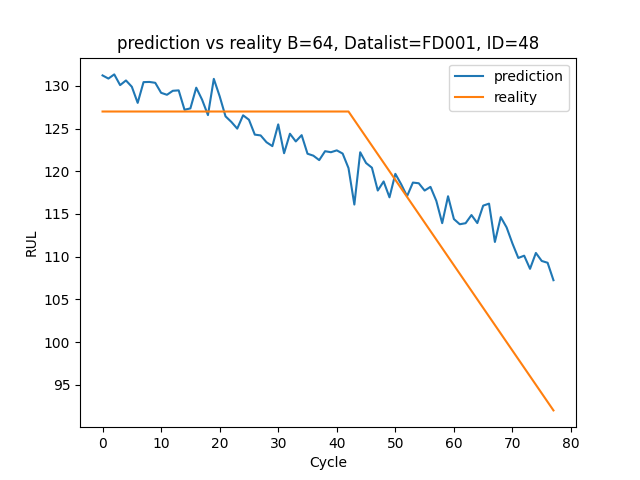 prediction vs reality B=64, Datalist=FD001, ID=48
prediction
reality
RUL
130
125
120
115
110
105
100
95
0 10 20 30 40 50 60 70 80
Cycle